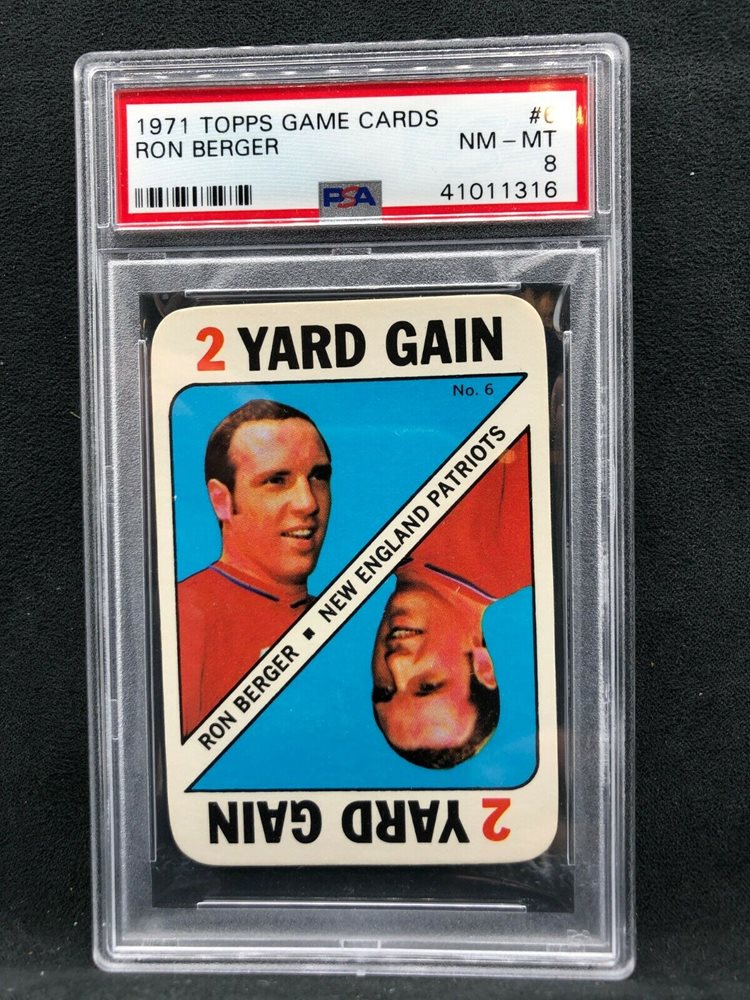 1971 TOPPS GAME CARDS #6
RON BERGER NM - MT
8
PSA 41011316
2 YARD GAIN
No. 6
RON BERGER ▪ NEW ENGLAND PATRIOTS
2 YARD GAIN